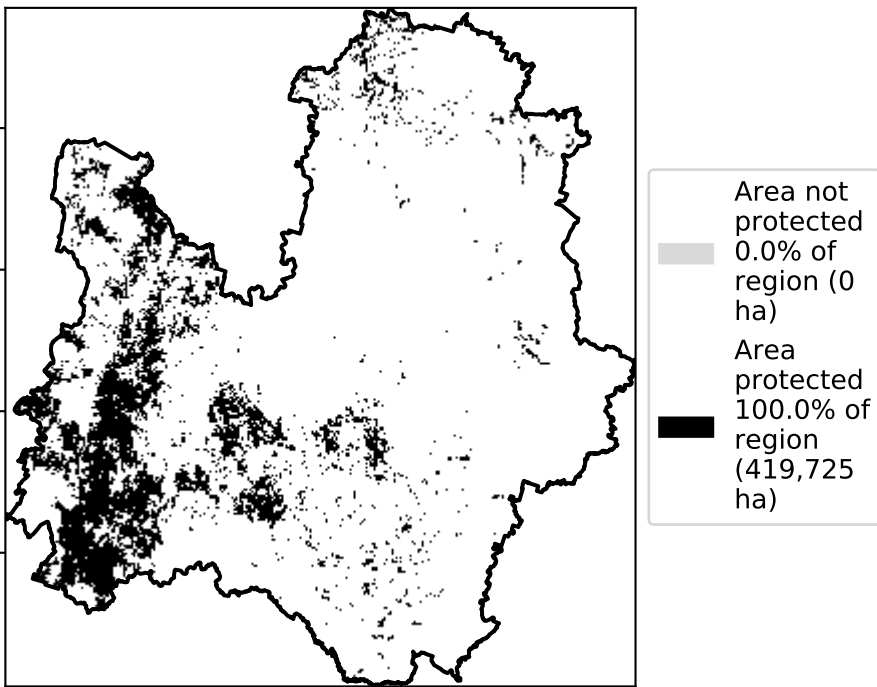 Area not
protected
0.0% of
region (0
ha)
Area
protected
100.0% of
region
(419,725
ha)